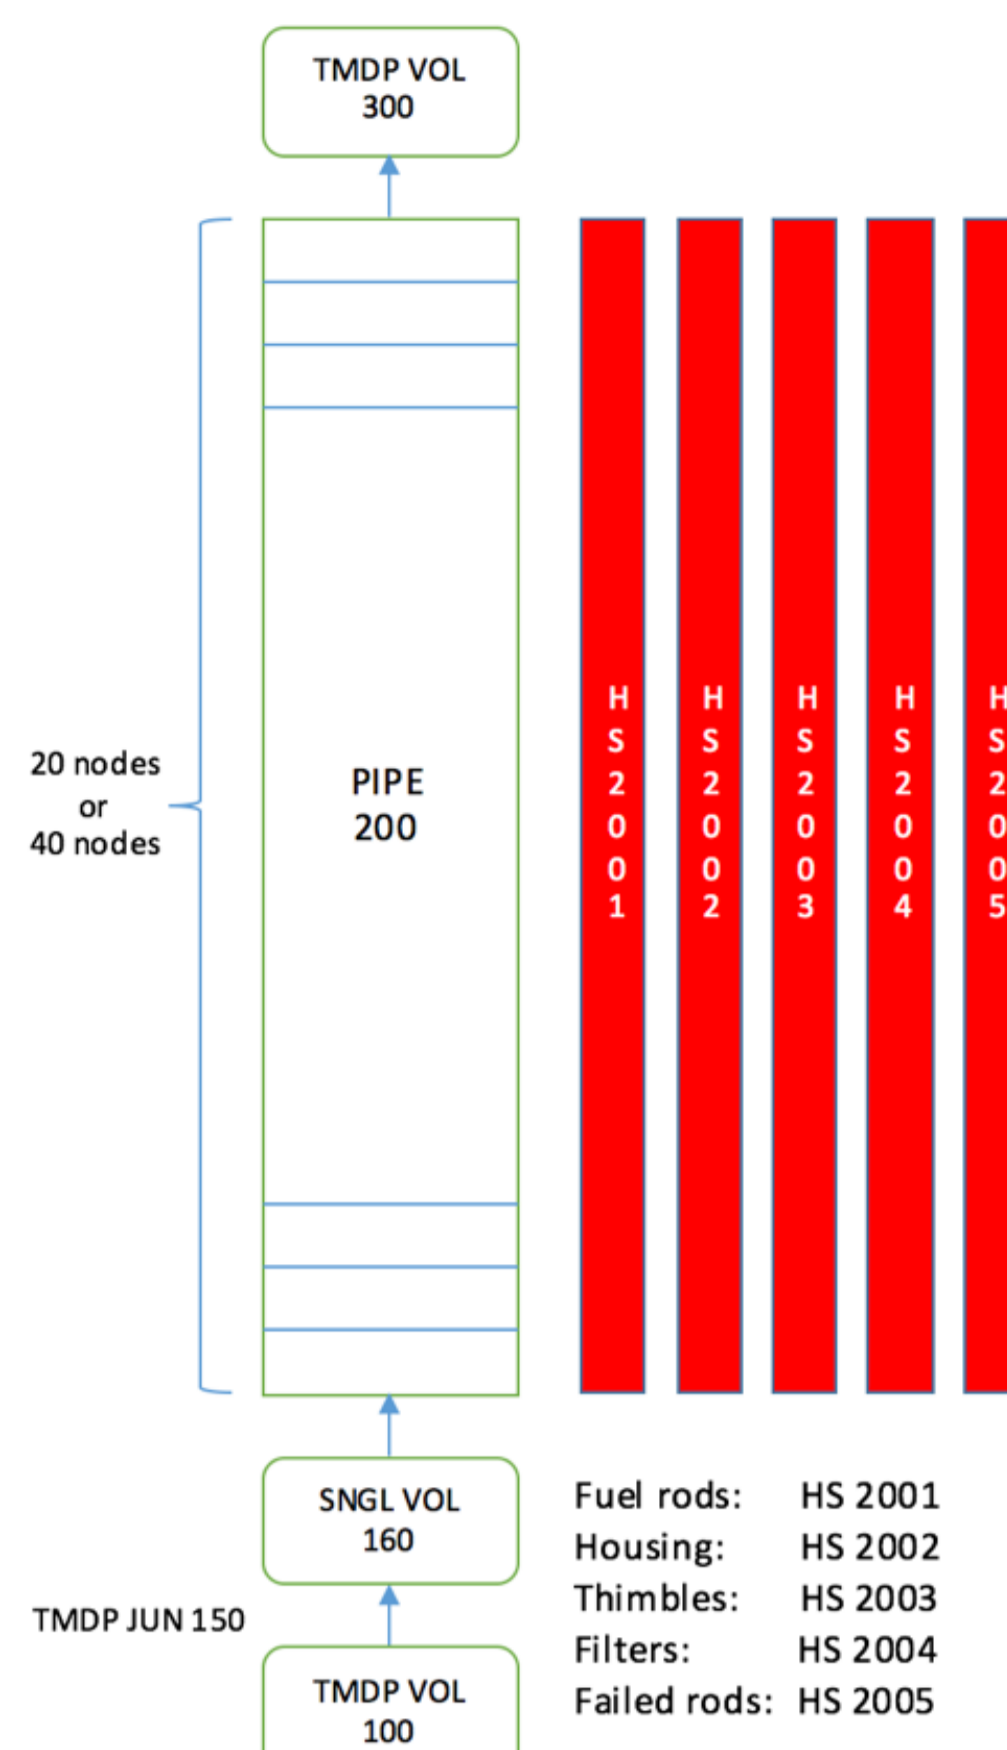 TMDP VOL
300
20 nodes
or
40 nodes
PIPE
200
HS2001
HS2002
HS2003
HS2004
HS2005
SNGL VOL
160
TMDP JUN 150
TMDP VOL
100
Fuel rods: HS 2001
Housing: HS 2002
Thimbles: HS 2003
Filters: HS 2004
Failed rods: HS 2005